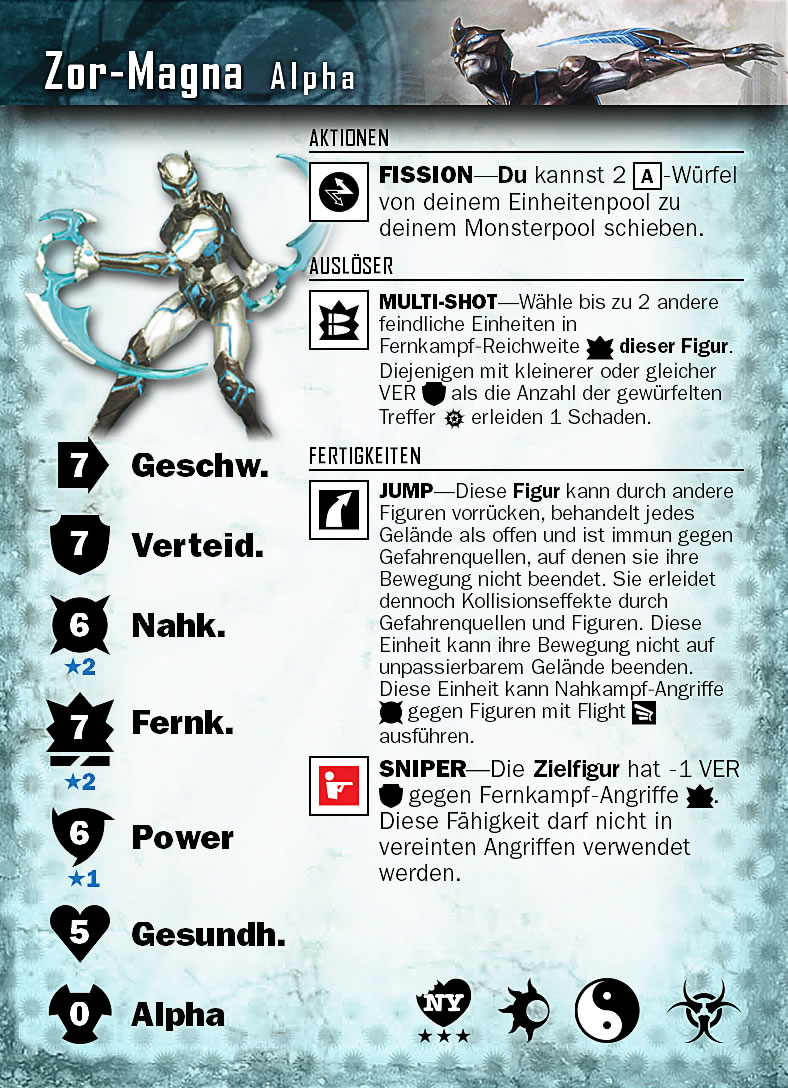 Zor-Magna Alpha
AKTIONEN
FISSION—Du kannst 2 A-Würfel
von deinem Einheitenpool zu
deinem Monsterpool schieben.
AUSLÖSER
MULTI-SHOT—Wähle bis zu 2 andere
feindliche Einheiten in
Fernkampf-Reichweite dieser Figur.
Diejenigen mit kleinerer oder gleicher
VER als die Anzahl der gewürfelten
Treffer erleiden 1 Schaden.
FERTIGKEITEN
JUMP—Diese Figur kann durch andere
Figuren vorrücken, behandelt jedes
Gelände als offen und ist immun gegen
Gefahrenquellen, auf denen sie ihre
Bewegung nicht beendet. Sie erleidet
dennoch Kollisionseffekte durch
Gefahrenquellen und Figuren. Diese
Einheit kann ihre Bewegung nicht auf
unpassierbarem Gelände beenden.
Diese Einheit kann Nahkampf-Angriffe
gegen Figuren mit Flight
ausführen.
SNIPER—Die Zielfigur hat -1 VER
gegen Fernkampf-Angriffe .
Diese Fähigkeit darf nicht in
vereinten Angriffen verwendet
werden.
7 Geschw.
7 Verteid.
6 Nahk.
★2
7 Fernk.
★2
6 Power
★1
5 Gesundh.
0 Alpha
NY
★★★